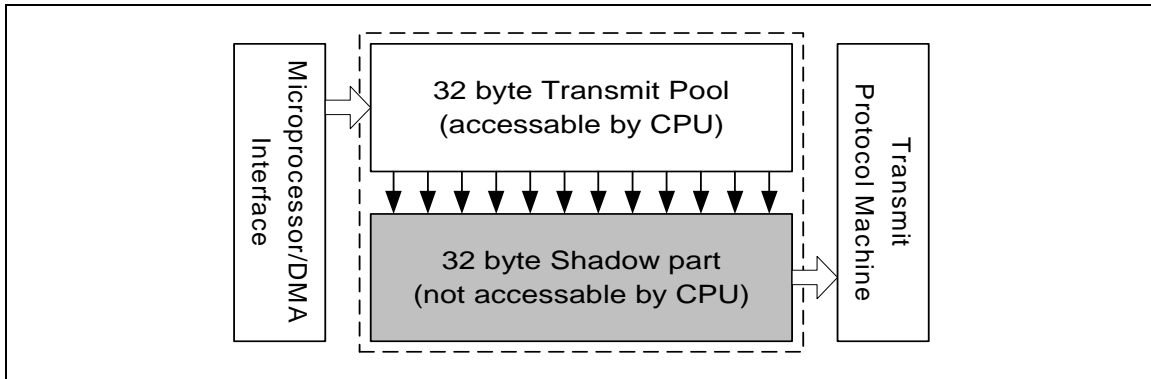 Microprocessor/DMA
Interface
32 byte Transmit Pool
(accessable by CPU)
32 byte Shadow part
(not accessable by CPU)
Transmit
Protocol Machine